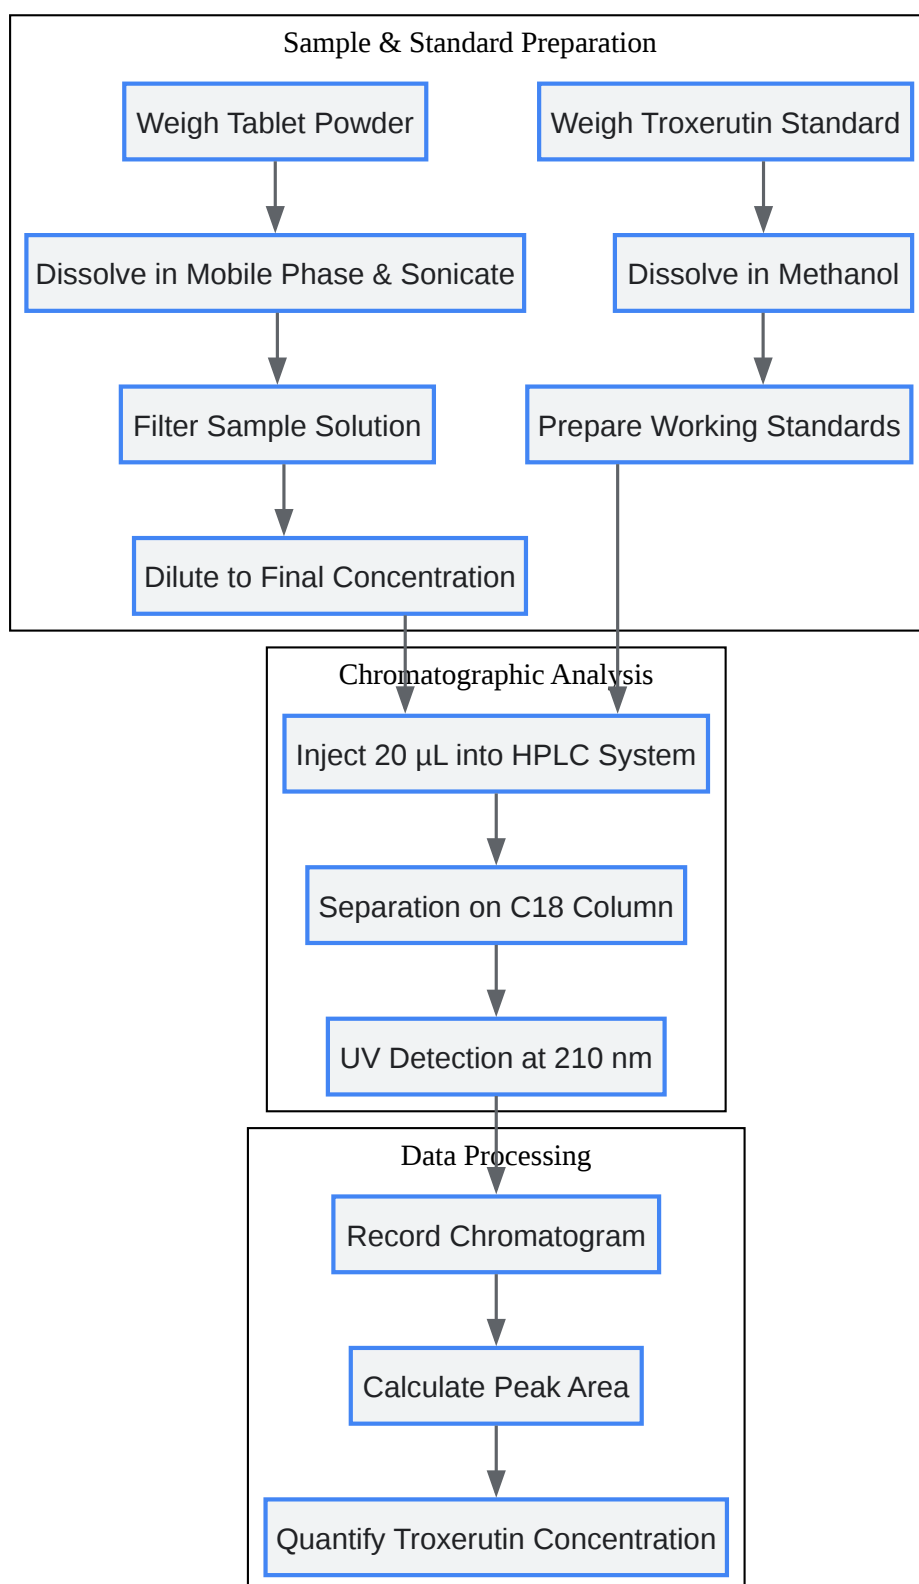 Sample & Standard Preparation
Weigh Tablet Powder
Weigh Troxerutin Standard
Dissolve in Mobile Phase & Sonicate
Dissolve in Methanol
Filter Sample Solution
Prepare Working Standards
Dilute to Final Concentration
Chromatographic Analysis
Inject 20 µL into HPLC System
Separation on C18 Column
UV Detection at 210 nm
Data Processing
Record Chromatogram
Calculate Peak Area
Quantify Troxerutin Concentration